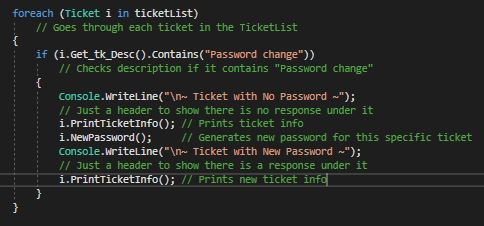 foreach (Ticket i in ticketList)
// Goes through each ticket in the TicketList
{
if (i.Get_tk_Desc().Contains("Password change"))
// Checks description if it contains "Password change"
{
Console.WriteLine("\n~ Ticket with No Password ~");
// Just a header to show there is no response under it
i.PrintTicketInfo(); // Prints ticket info
i.NewPassword();     // Generates new password for this specific ticket
Console.WriteLine("\n~ Ticket with New Password ~");
// Just a header to show there is a response under it
i.PrintTicketInfo(); // Prints new ticket info
}
}